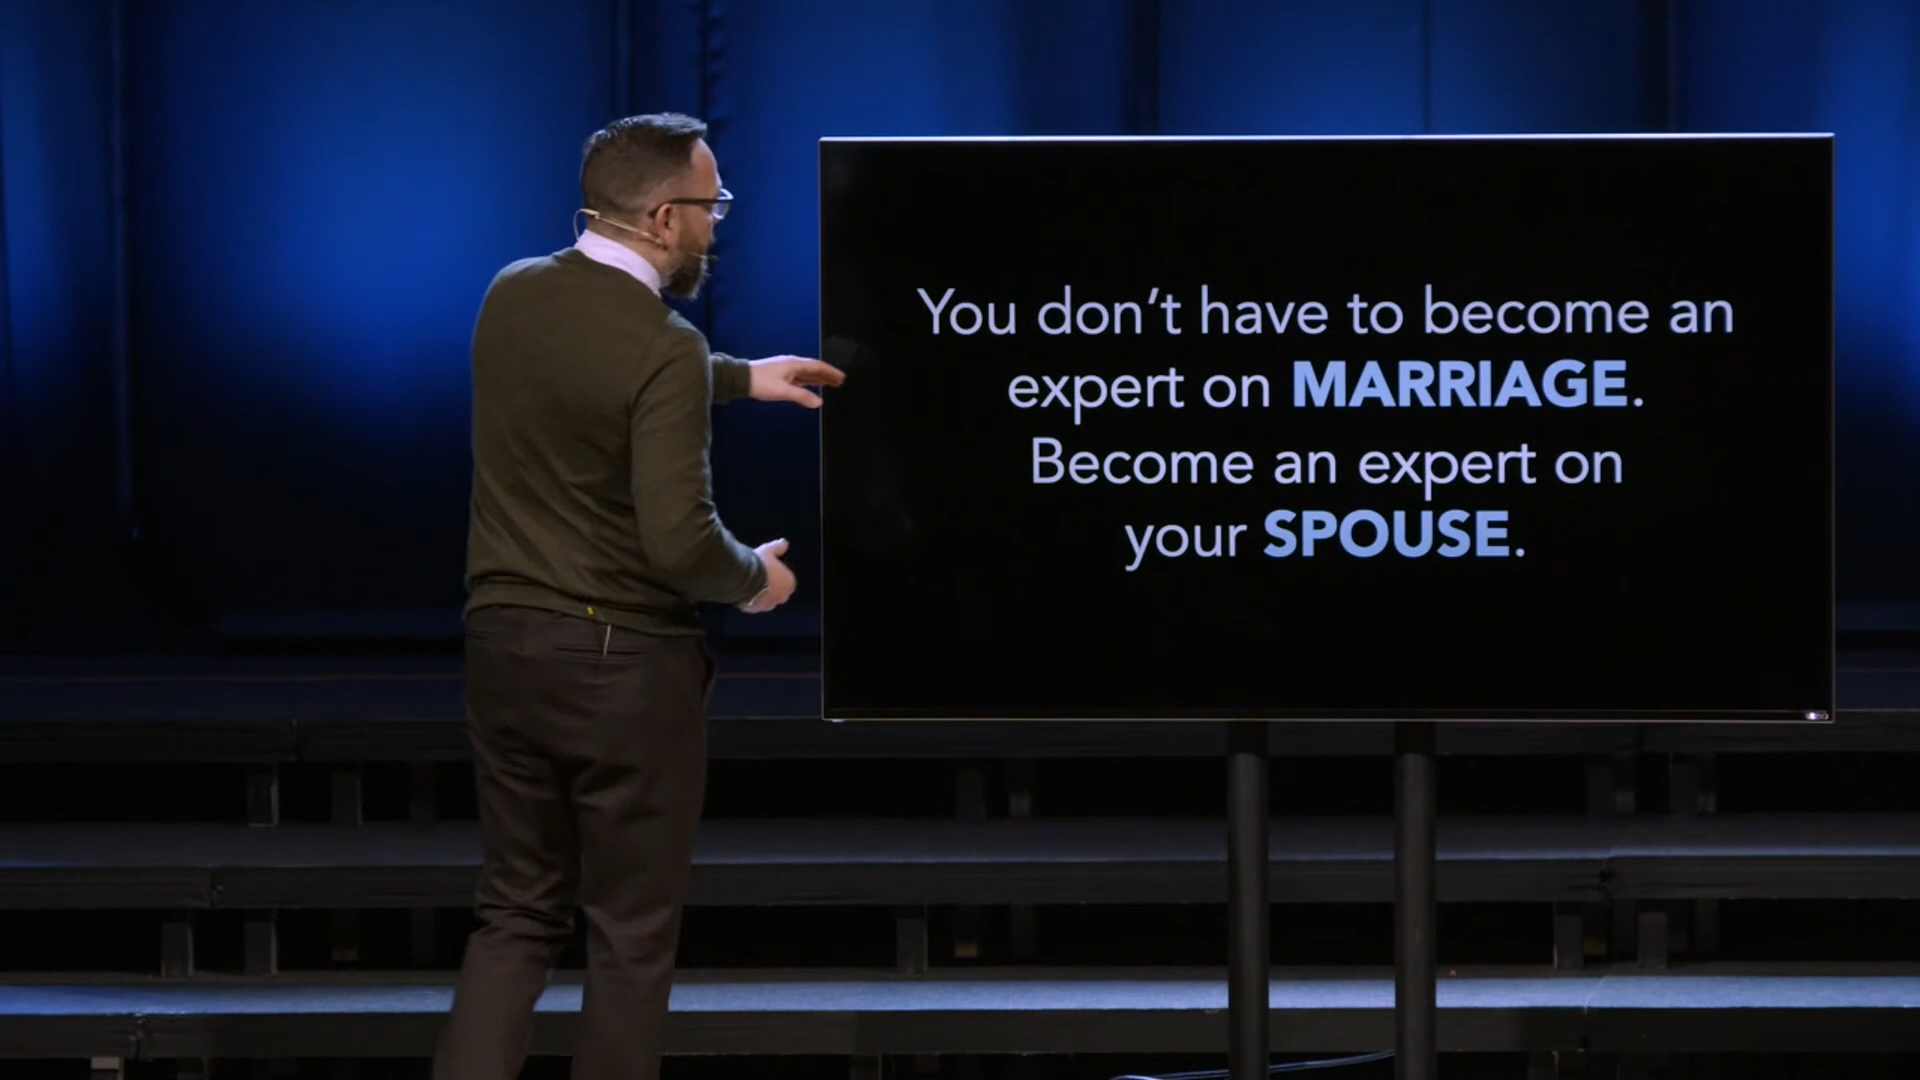 You don't have to become an
expert on MARRIAGE.
Become an expert on
your SPOUSE.